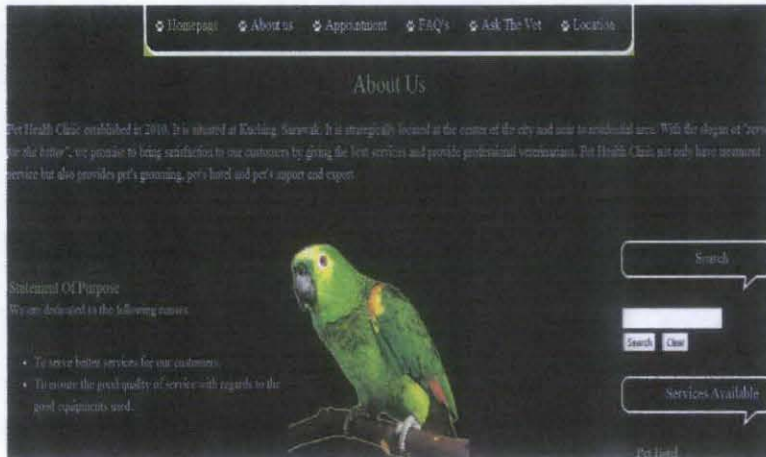 Homepage About us Appointment FAQ's Ask The Vet Location
About Us
Pet Health Clinic established in 2010. It is situated at Kuching, Sarawak. It is strategically located at the center of the city and near to residential area. With the slogan of "serve
for the better", we promise to bring satisfaction to our customers by giving the best services and provide professional veterinarians. Pet Health Clinic not only have treatment
service but also provides pet's grooming, pet's hotel and pet's import and export.
Search
Statement Of Purpose
We are dedicated to the following names:
Search Clear
• To serve better services for our customers.
• To ensure the good quality of service with regards to the
good equipments used.
Services Available
Pet Hotel